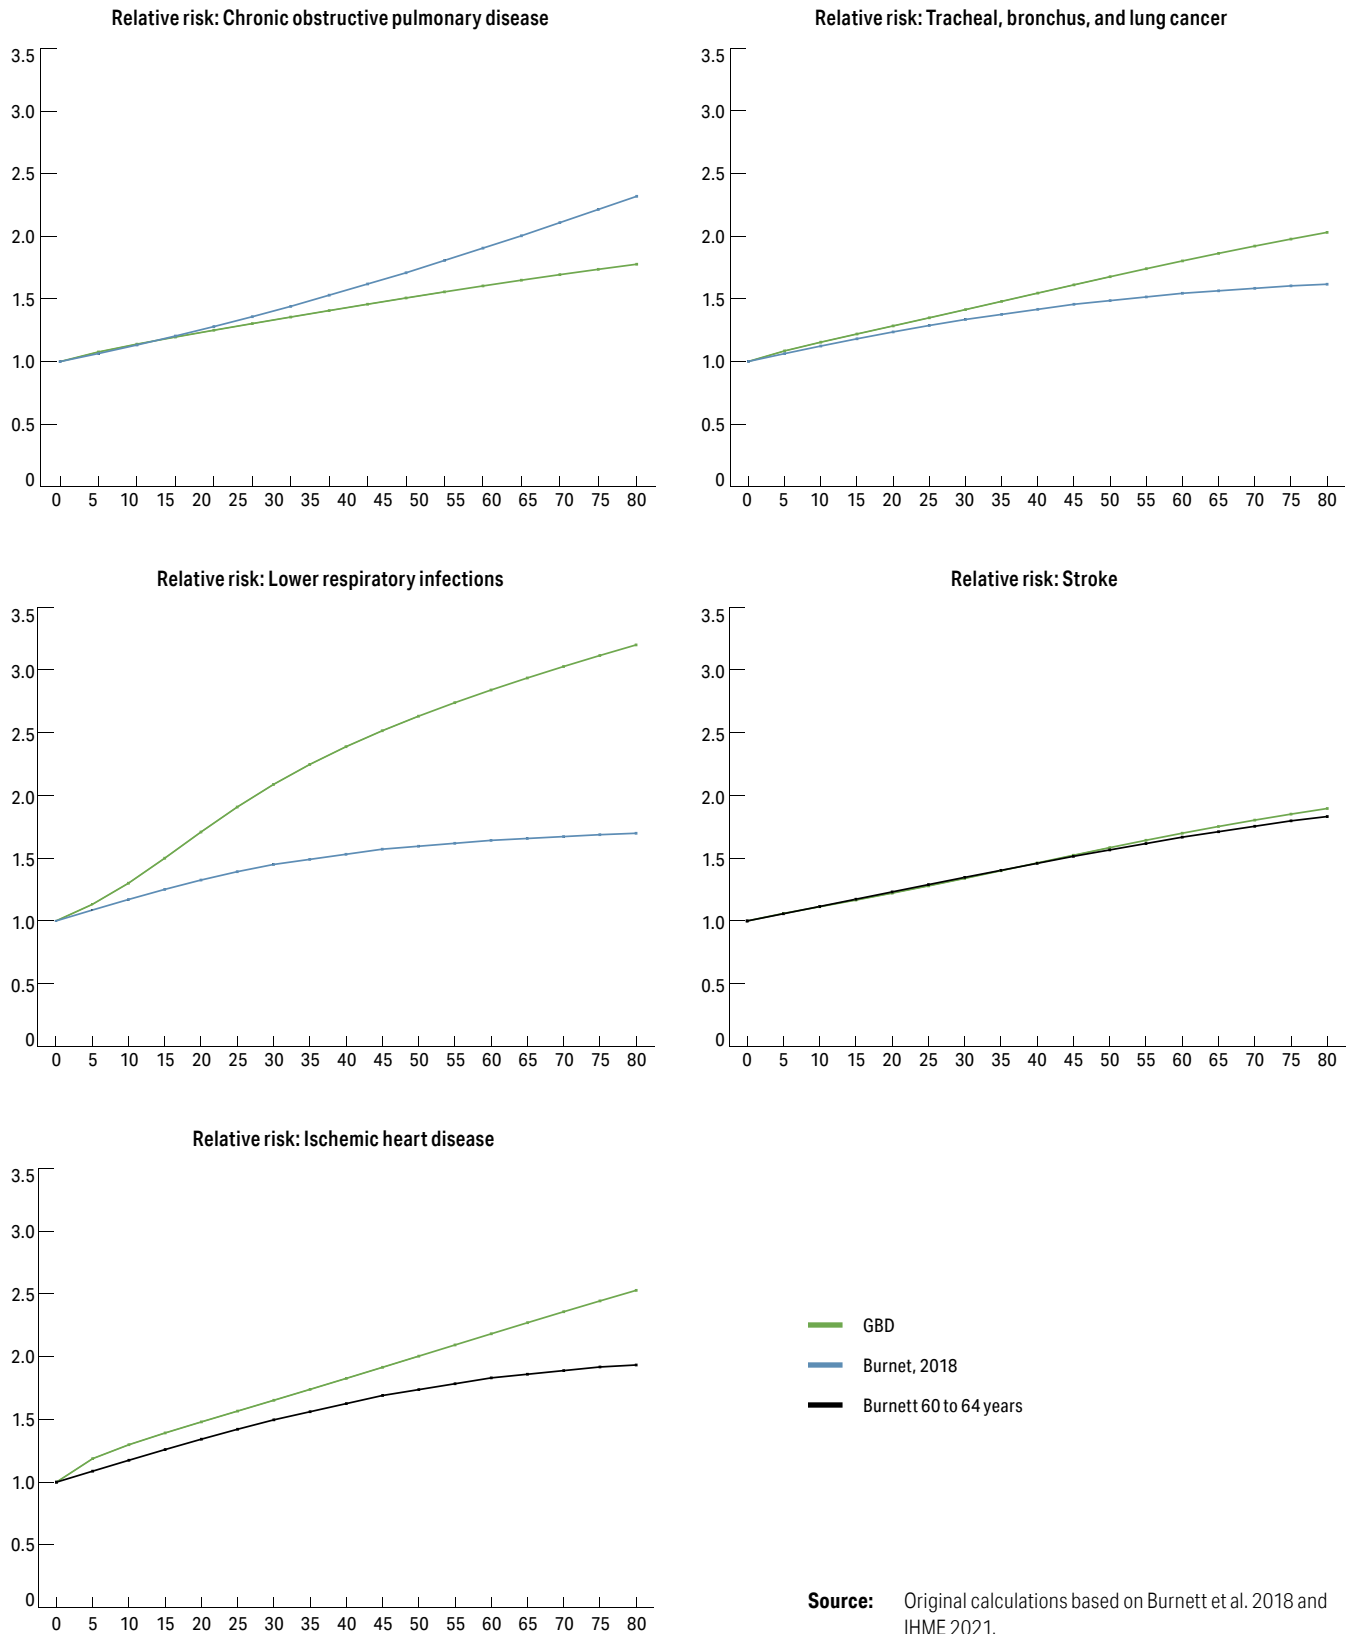 Relative risk: Chronic obstructive pulmonary disease
3.5
3.0
2.5
2.0
1.5
1.0
0.5
0
0 5 10 15 20 25 30 35 40 45 50 55 60 65 70 75 80
Relative risk: Tracheal, bronchus, and lung cancer
3.5
3.0
2.5
2.0
1.5
1.0
0.5
0
0 5 10 15 20 25 30 35 40 45 50 55 60 65 70 75 80
Relative risk: Lower respiratory infections
3.5
3.0
2.5
2.0
1.5
1.0
0.5
0
0 5 10 15 20 25 30 35 40 45 50 55 60 65 70 75 80
Relative risk: Stroke
3.5
3.0
2.5
2.0
1.5
1.0
0.5
0
0 5 10 15 20 25 30 35 40 45 50 55 60 65 70 75 80
Relative risk: Ischemic heart disease
3.5
3.0
2.5
2.0
1.5
1.0
0.5
0
0 5 10 15 20 25 30 35 40 45 50 55 60 65 70 75 80
GBD
Burnet, 2018
Burnett 60 to 64 years
Source: Original calculations based on Burnett et al. 2018 and
IHME 2021.